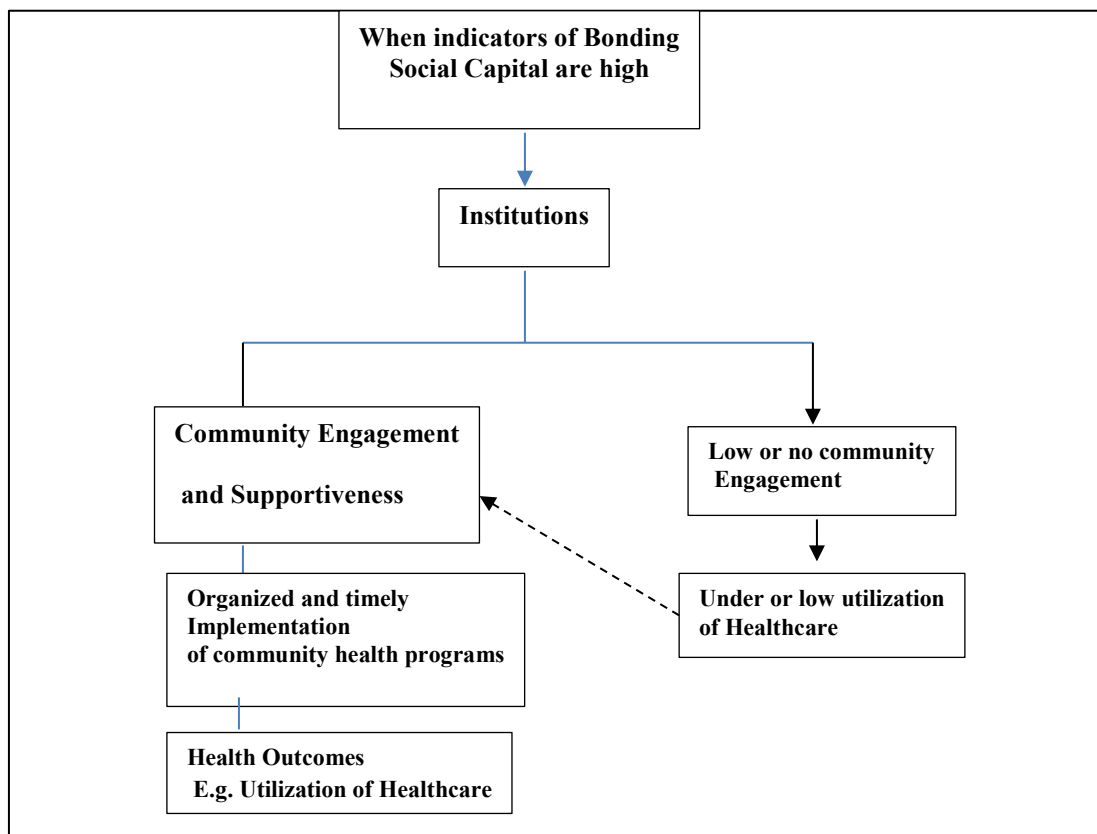 When indicators of Bonding
Social Capital are high
Institutions
Community Engagement
and Supportiveness
Low or no community
Engagement
Organized and timely
Implementation
of community health programs
Under or low utilization
of Healthcare
Health Outcomes
E.g. Utilization of Healthcare